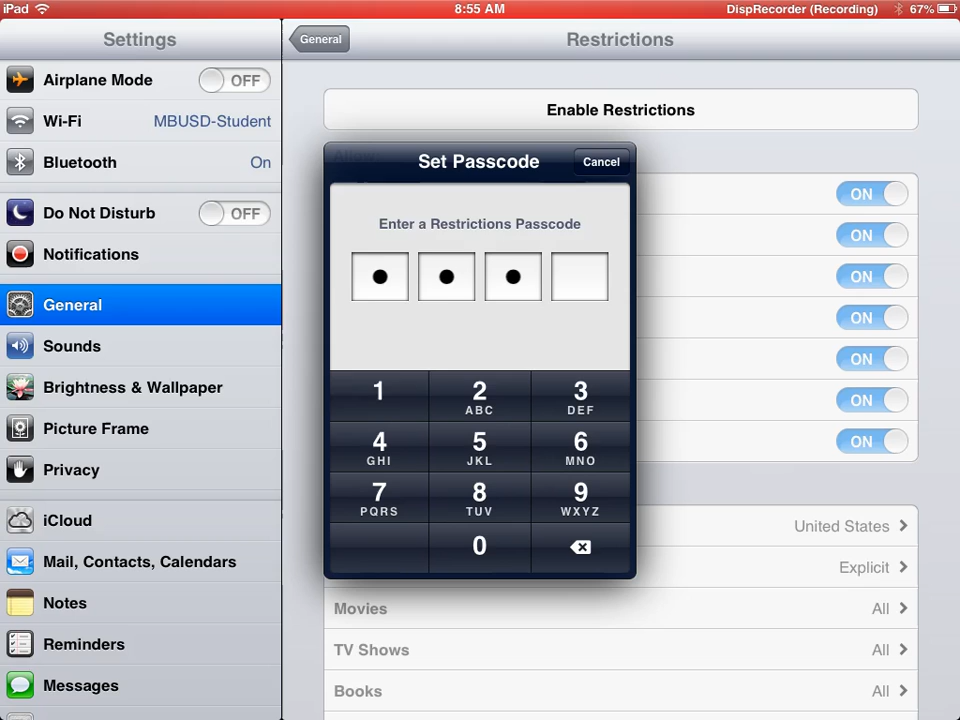 iPad 8:55 AM DispRecorder (Recording) 67%
Settings
General Restrictions
Airplane Mode OFF
Wi-Fi MBUSD-Student
Bluetooth On
Do Not Disturb OFF
Notifications
General
Sounds
Brightness & Wallpaper
Picture Frame
Privacy
iCloud
Mail, Contacts, Calendars
Notes
Reminders
Messages
Enable Restrictions
Set Passcode Cancel
Enter a Restrictions Passcode
1 2 3
ABC DEF
4 5 6
GHI JKL MNO
7 8 9
PQRS TUV WXYZ
0
ON
ON
ON
ON
ON
ON
ON
United States
Explicit
Movies All
TV Shows All
Books All